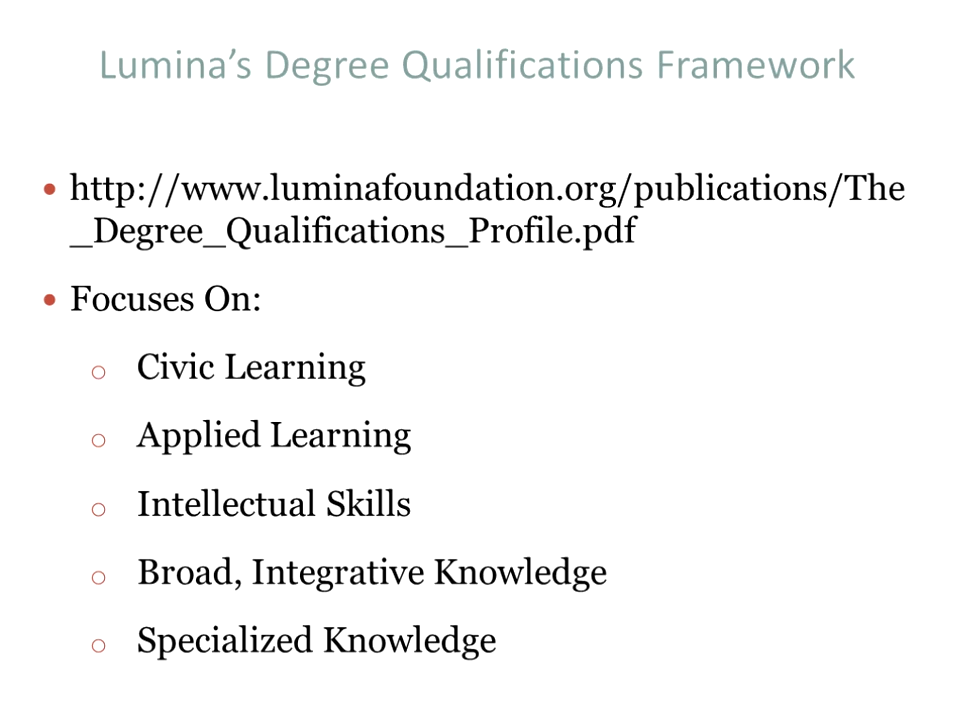 Lumina’s Degree Qualifications Framework
• http://www.luminafoundation.org/publications/The
_Degree_Qualifications_Profile.pdf
• Focuses On:
o Civic Learning
o Applied Learning
o Intellectual Skills
o Broad, Integrative Knowledge
o Specialized Knowledge